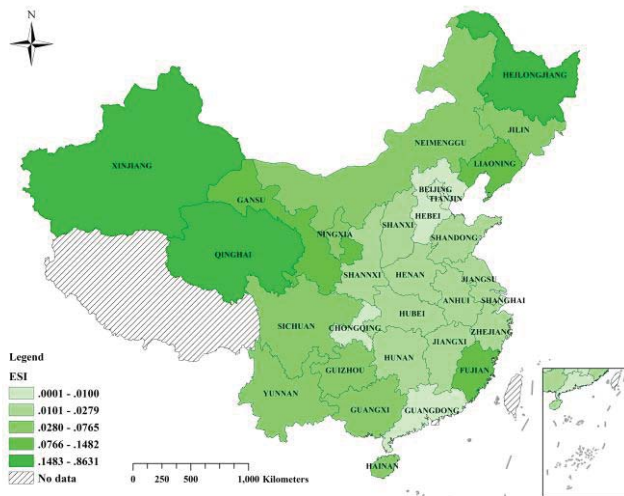 N
HEILONGJIANG
JILIN
NEIMENGGU
LIAONING
XINJIANG
GANSU
BEIJING
TIANJIN
HEBEI
NINGXIA
SHANXI
SHANDONG
QINGHAI
SHANNXI
HENAN
JIANGSU
ANHUI
SHANGHAI
HUBEI
CHONGQING
SICHUAN
ZHEJIANG
JIANGXI
HUNAN
GUIZHOU
FUJIAN
YUNNAN
GUANGXI
GUANGDONG
HAINAN
Legend
ESI
.0001 - .0100
.0101 - .0279
.0280 - .0765
.0766 - .1482
.1483 - .8631
No data
0 250 500 1,000 Kilometers